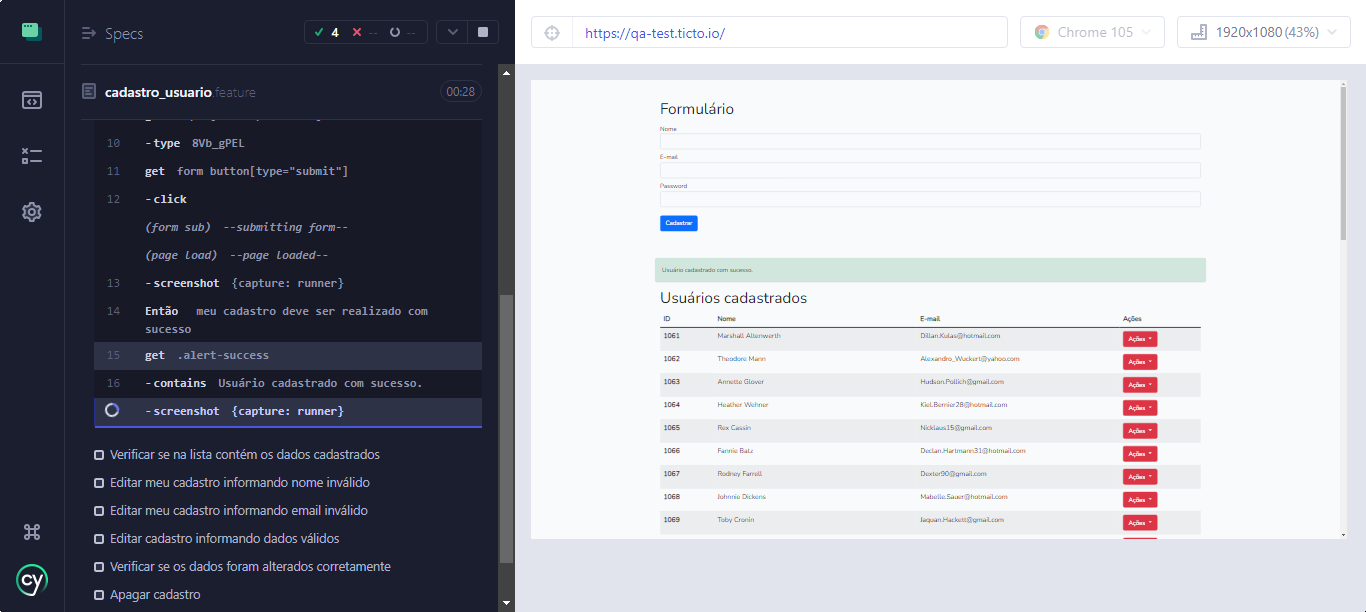 Specs
4 -- --
https://qa-test.ticto.io/
Chrome 105
1920x1080 (43%)
cadastro_usuario.feature
00:28
10 -type 8Vb_gPEL
11 get form button[type="submit"]
12 -click
(form sub) --submitting form--
(page load) --page loaded--
13 -screenshot {capture: runner}
14 Então meu cadastro deve ser realizado com
sucesso
15 get .alert-success
16 -contains Usuário cadastrado com sucesso.
-screenshot {capture: runner}
Verificar se na lista contém os dados cadastrados
Editar meu cadastro informando nome inválido
Editar meu cadastro informando email inválido
Editar cadastro informando dados válidos
Verificar se os dados foram alterados corretamente
Apagar cadastro
cy
Formulário
Nome
E-mail
Password
Cadastrar
Usuário cadastrado com sucesso.
Usuários cadastrados
ID Nome E-mail Ações
1061 Marshall Altenwerth Dillan.Kulas@hotmail.com Ações
1062 Theodore Mann Alexandro_Wuckert@yahoo.com Ações
1063 Annette Glover Hudson.Pollich@gmail.com Ações
1064 Heather Wehner Kiel.Bernier28@hotmail.com Ações
1065 Rex Cassin Nicklaus15@gmail.com Ações
1066 Fannie Batz Declan.Hartmann31@hotmail.com Ações
1067 Rodney Farrell Dexter90@gmail.com Ações
1068 Johnnie Dickens Mabelle.Sauer@hotmail.com Ações
1069 Toby Cronin Jaquan.Hackett@gmail.com Ações